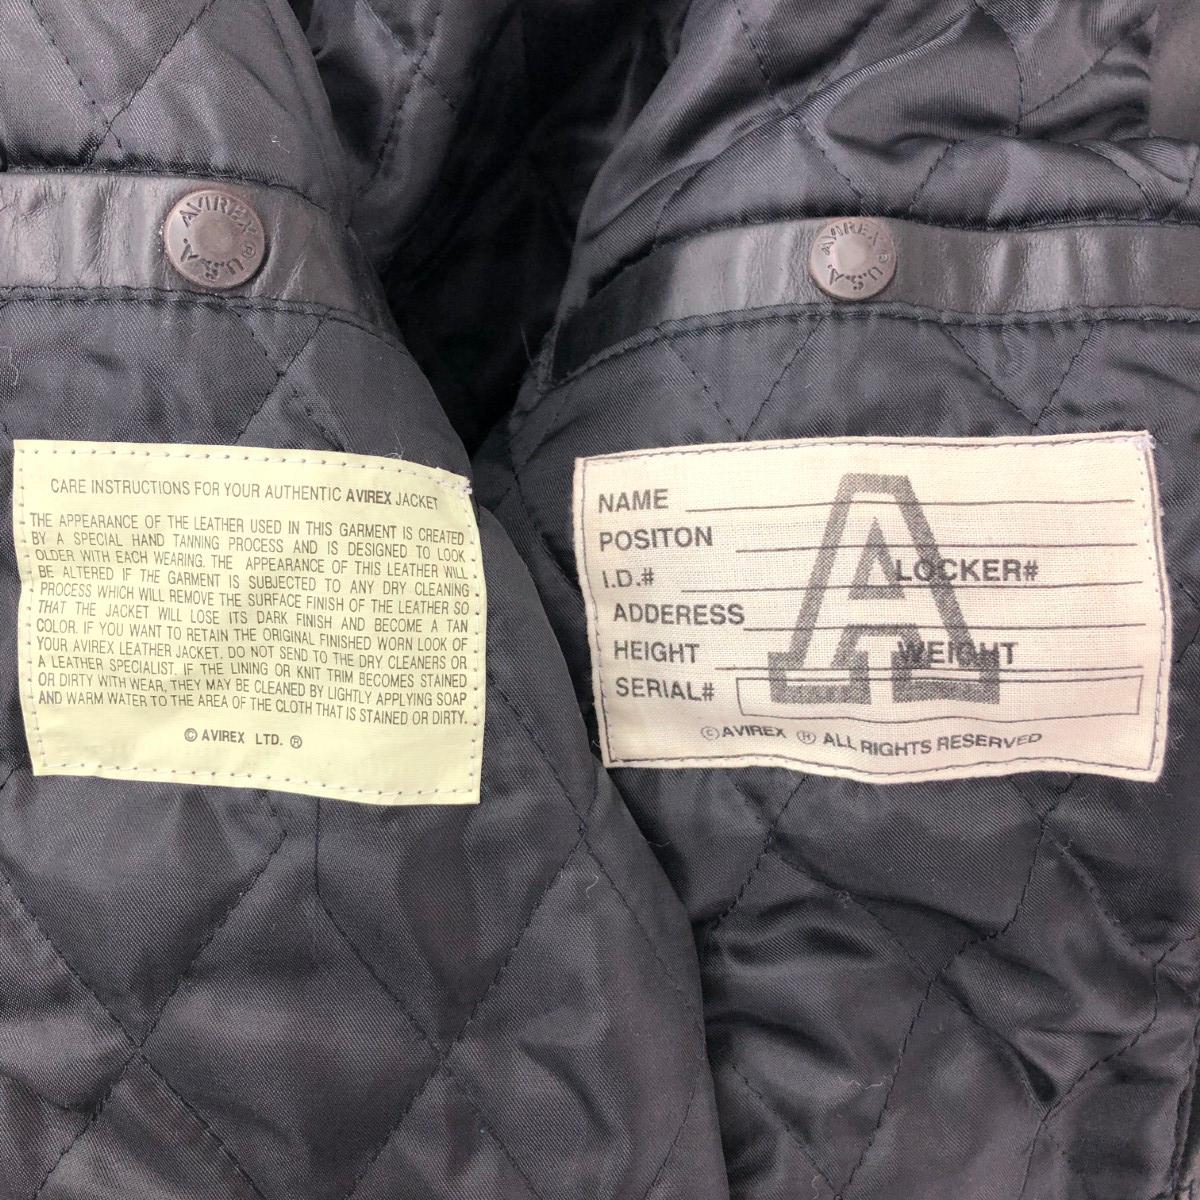 AVIREX ® U.S.A.
AVIREX ® U.S.A.
CARE INSTRUCTIONS FOR YOUR AUTHENTIC AVIREX JACKET
THE APPEARANCE OF THE LEATHER USED IN THIS GARMENT IS CREATED
BY A SPECIAL HAND TANNING PROCESS AND IS DESIGNED TO LOOK
OLDER WITH EACH WEARING. THE APPEARANCE OF THIS LEATHER WILL
BE ALTERED IF THE GARMENT IS SUBJECTED TO ANY DRY CLEANING
PROCESS WHICH WILL REMOVE THE SURFACE FINISH OF THE LEATHER SO
THAT THE JACKET WILL LOSE ITS DARK FINISH AND BECOME A TAN
COLOR. IF YOU WANT TO RETAIN THE ORIGINAL FINISHED WORN LOOK OF
YOUR AVIREX LEATHER JACKET, DO NOT SEND TO THE DRY CLEANERS OR
A LEATHER SPECIALIST. IF THE LINING OR KNIT TRIM BECOMES STAINED
OR DIRTY WITH WEAR, THEY MAY BE CLEANED BY LIGHTLY APPLYING SOAP
AND WARM WATER TO THE AREA OF THE CLOTH THAT IS STAINED OR DIRTY.
© AVIREX LTD. ®
A
NAME
POSITON
I.D.# LOCKER#
ADDERESS
HEIGHT WEIGHT
SERIAL#
© AVIREX ® ALL RIGHTS RESERVED